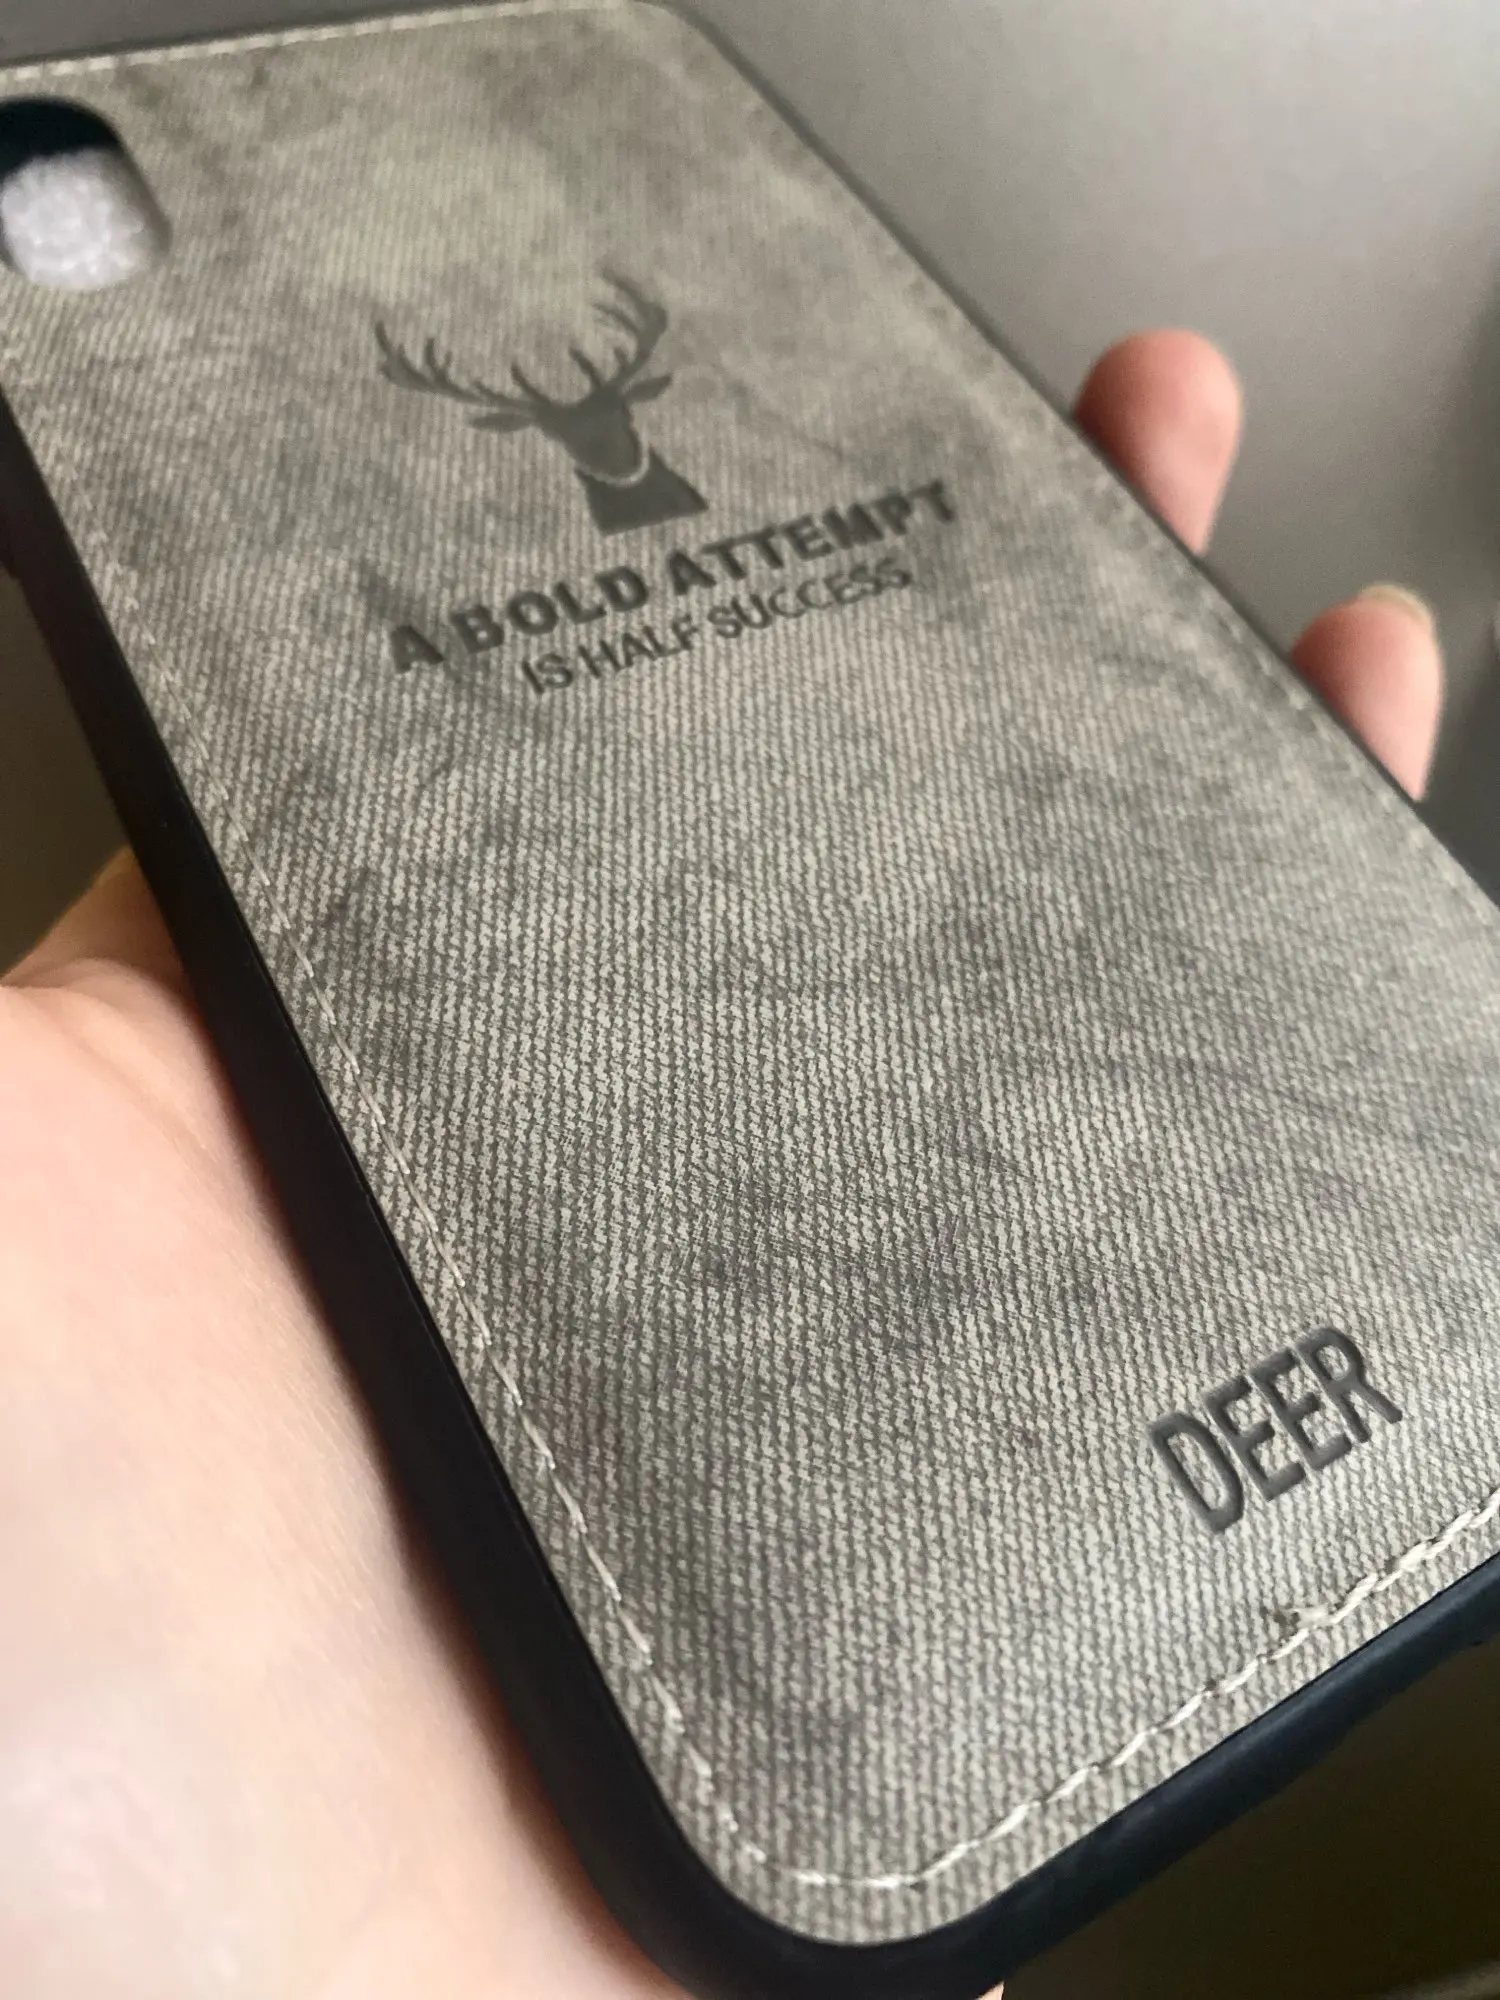 A BOLD ATTEMPT
IS HALF SUCCESS
DEER